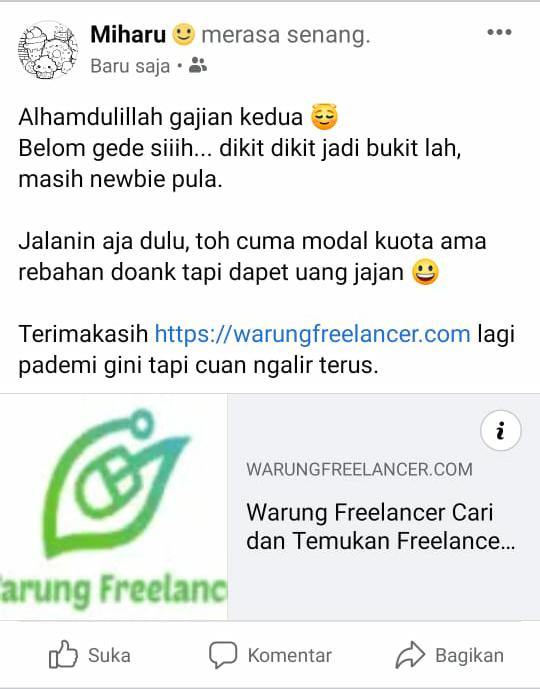 Miharu 🙂 merasa senang.
Baru saja
Alhamdulillah gajian kedua 😇
Belom gede siiih... dikit dikit jadi bukit lah,
masih newbie pula.
Jalanin aja dulu, toh cuma modal kuota ama
rebahan doank tapi dapet uang jajan 😃
Terimakasih https://warungfreelancer.com lagi
pademi gini tapi cuan ngalir terus.
arung Freelanc
i
WARUNGFREELANCER.COM
Warung Freelancer Cari
dan Temukan Freelance...
Suka
Komentar
Bagikan